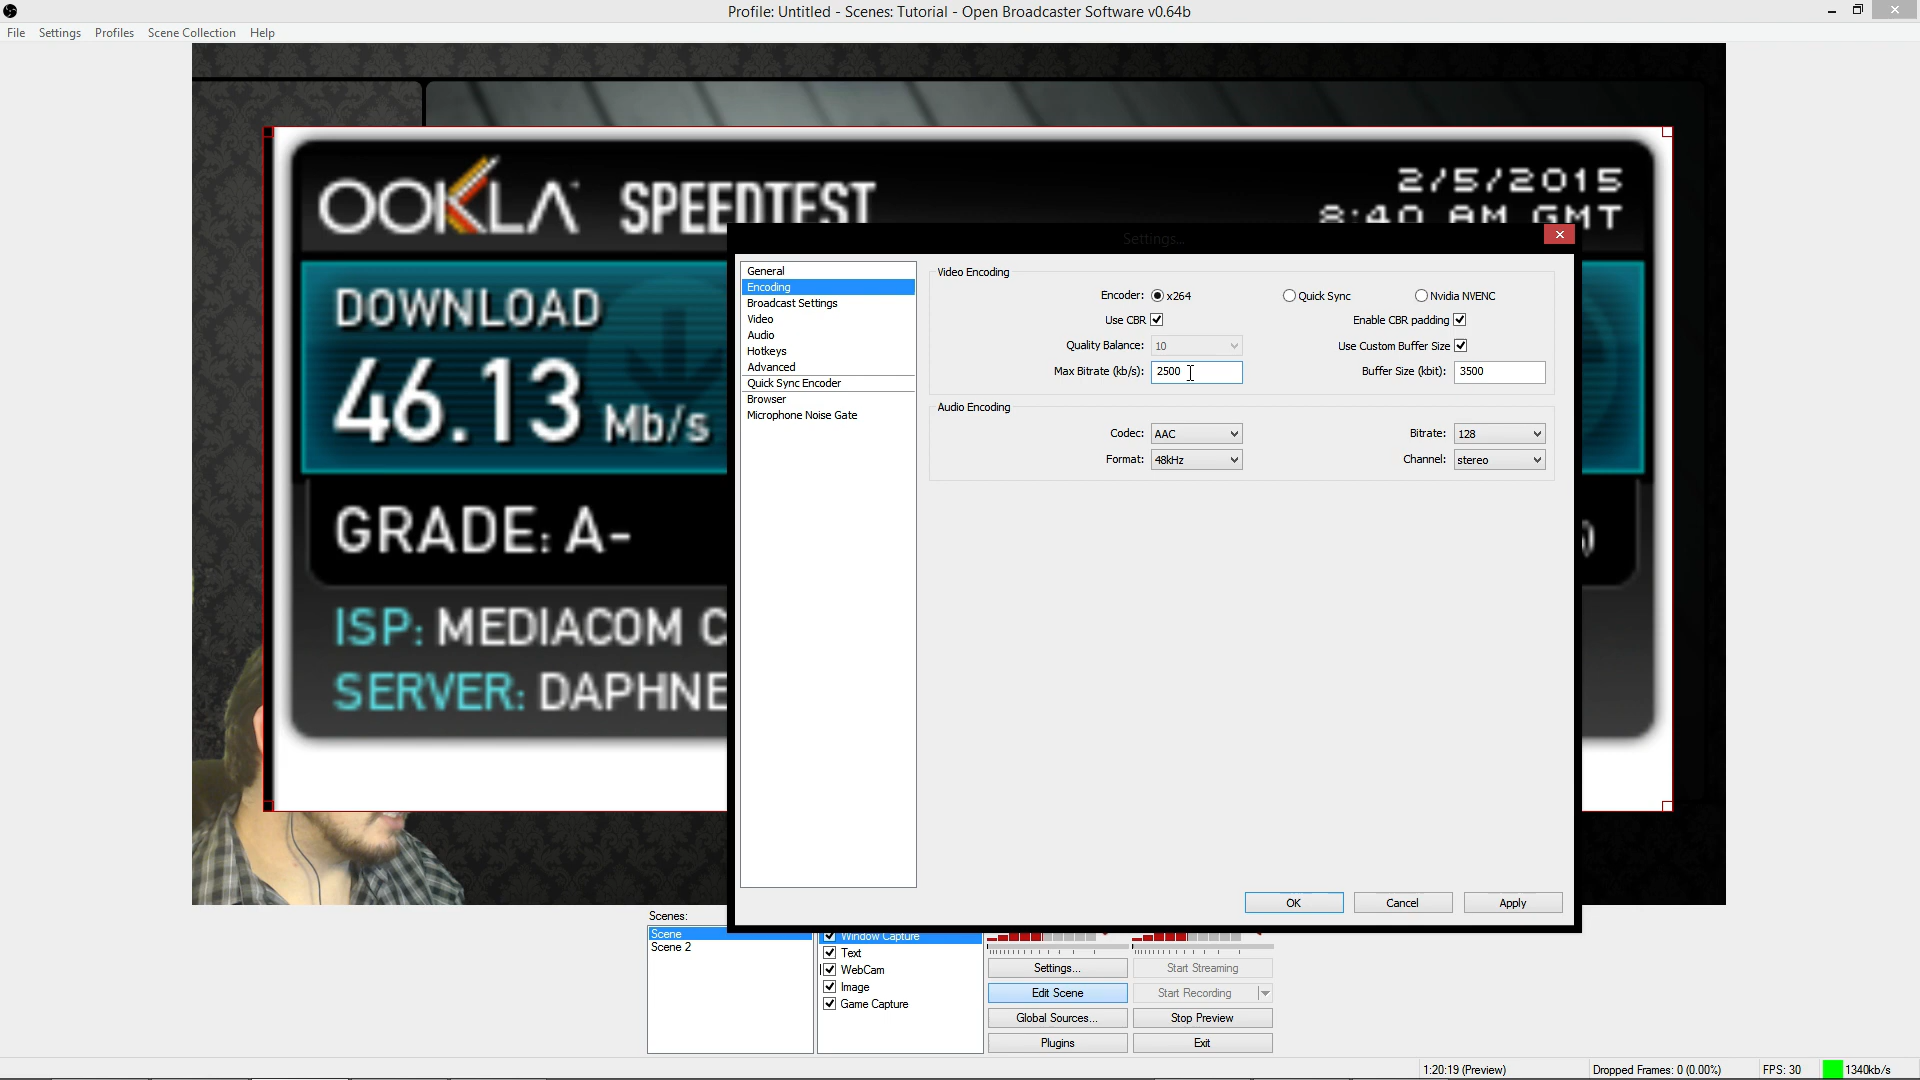 Profile: Untitled - Scenes: Tutorial - Open Broadcaster Software v0.64b
File Settings Profiles Scene Collection Help
OOKLA SPEEDTEST
2/5/2015
8:40 AM GMT
DOWNLOAD
46.13 Mb/s
GRADE: A-
ISP: MEDIACOM C
SERVER: DAPHNE
Settings...
General
Encoding
Broadcast Settings
Video
Audio
Hotkeys
Advanced
Quick Sync Encoder
Browser
Microphone Noise Gate
Video Encoding
Encoder: x264 Quick Sync Nvidia NVENC
Use CBR Enable CBR padding
Quality Balance: 10 Use Custom Buffer Size
Max Bitrate (kb/s): 2500 Buffer Size (kbit): 3500
Audio Encoding
Codec: AAC Bitrate: 128
Format: 48kHz Channel: stereo
OK Cancel Apply
Scenes:
Scene
Scene 2
Window Capture
Text
WebCam
Image
Game Capture
Settings... Start Streaming
Edit Scene Start Recording
Global Sources... Stop Preview
Plugins Exit
1:20:19 (Preview) Dropped Frames: 0 (0.00%) FPS: 30 1340kb/s